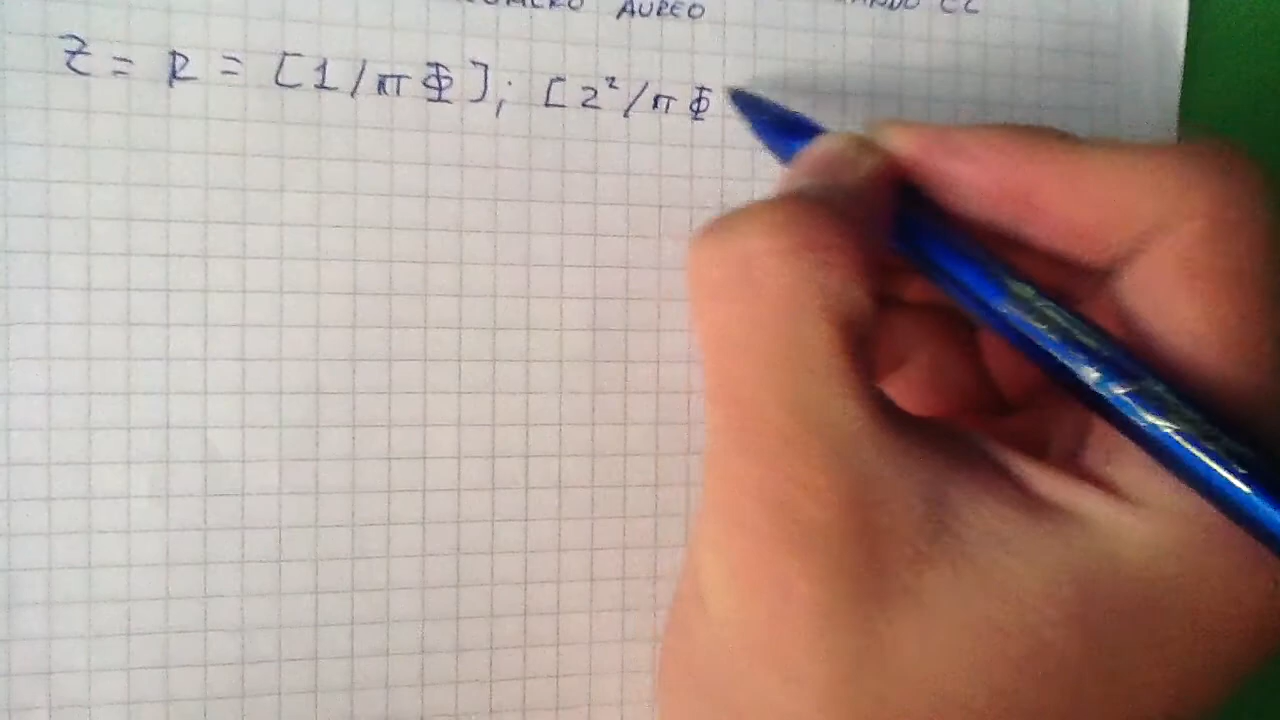 AUREO
Z = R = [1/πΦ]; [2²/πΦ